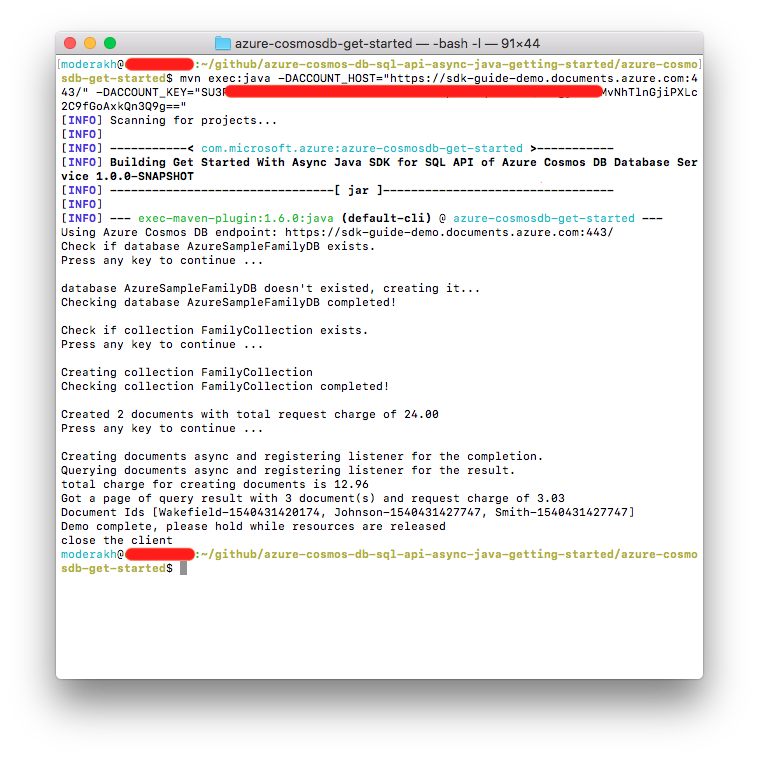 azure-cosmosdb-get-started — -bash -l — 91×44
[moderakh@ :~/github/azure-cosmos-db-sql-api-async-java-getting-started/azure-cosmo]
sdb-get-started$ mvn exec:java -DACCOUNT_HOST="https://sdk-guide-demo.documents.azure.com:4
43/" -DACCOUNT_KEY="SU3 MvNhTlnGjiPXLc
2C9fGoAxkQn3Q9g=="
[INFO] Scanning for projects...
[INFO]
[INFO] -----------< com.microsoft.azure:azure-cosmosdb-get-started >-----------
[INFO] Building Get Started With Async Java SDK for SQL API of Azure Cosmos DB Database Ser
vice 1.0.0-SNAPSHOT
[INFO] --------------------------------[ jar ]---------------------------------
[INFO]
[INFO] --- exec-maven-plugin:1.6.0:java (default-cli) @ azure-cosmosdb-get-started ---
Using Azure Cosmos DB endpoint: https://sdk-guide-demo.documents.azure.com:443/
Check if database AzureSampleFamilyDB exists.
Press any key to continue ...
database AzureSampleFamilyDB doesn't existed, creating it...
Checking database AzureSampleFamilyDB completed!
Check if collection FamilyCollection exists.
Press any key to continue ...
Creating collection FamilyCollection
Checking collection FamilyCollection completed!
Created 2 documents with total request charge of 24.00
Press any key to continue ...
Creating documents async and registering listener for the completion.
Querying documents async and registering listener for the result.
total charge for creating documents is 12.96
Got a page of query result with 3 document(s) and request charge of 3.03
Document Ids [Wakefield-1540431420174, Johnson-1540431427747, Smith-1540431427747]
Demo complete, please hold while resources are released
close the client
moderakh@ :~/github/azure-cosmos-db-sql-api-async-java-getting-started/azure-cosmo
sdb-get-started$